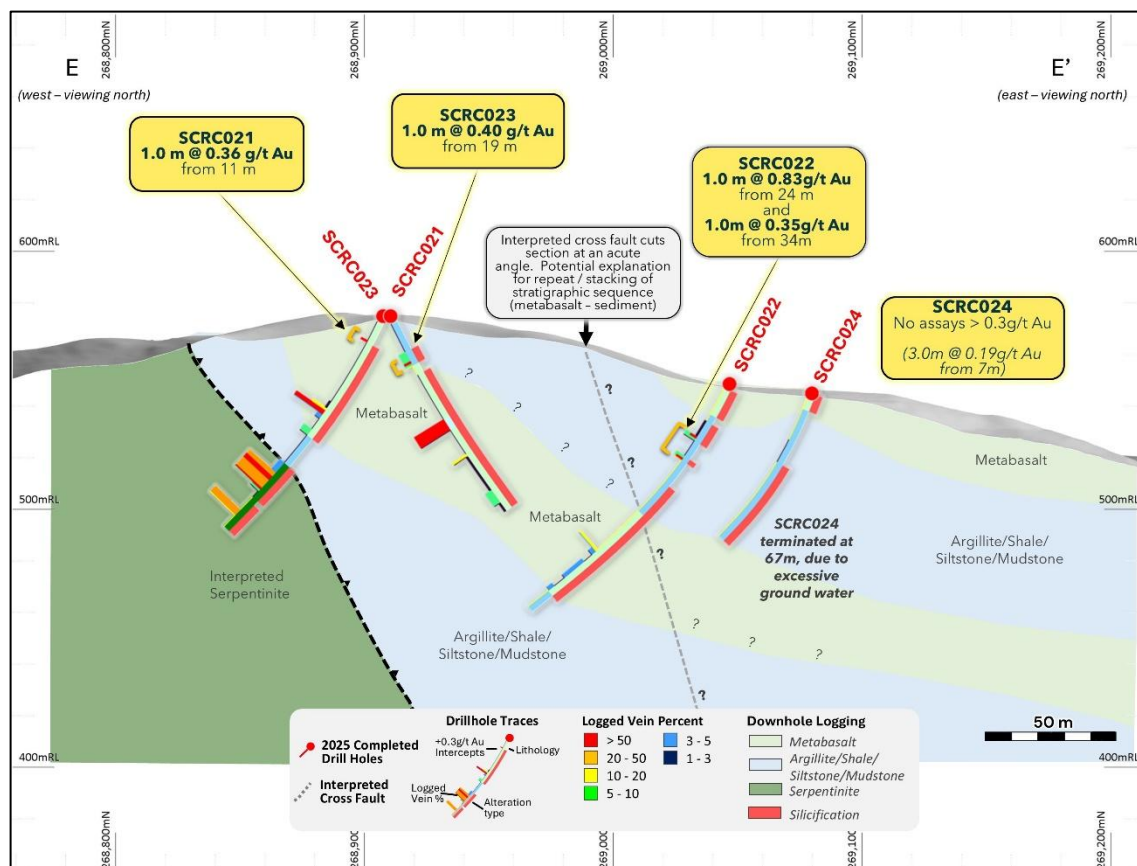 268,800mN
268,900mN
269,000mN
269,100mN
269,200mN
E
(west – viewing north)
E'
(east – viewing north)
SCRC021
1.0 m @ 0.36 g/t Au
from 11 m
SCRC023
1.0 m @ 0.40 g/t Au
from 19 m
SCRC022
1.0 m @ 0.83g/t Au
from 24 m
and
1.0m @ 0.35g/t Au
from 34m
600mRL
600mRL
SCRC023
SCRC021
Interpreted cross fault cuts
section at an acute
angle. Potential explanation
for repeat / stacking of
stratigraphic sequence
(metabasalt – sediment)
SCRC022
SCRC024
SCRC024
No assays > 0.3g/t Au
(3.0m @ 0.19g/t Au
from 7m)
?
?
?
?
?
?
?
?
?
?
?
Metabasalt
Metabasalt
Metabasalt
500mRL
500mRL
SCRC024
terminated at
67m, due to
excessive
ground water
Argillite/Shale/
Siltstone/Mudstone
Interpreted
Serpentinite
Argillite/Shale/
Siltstone/Mudstone
2025 Completed
Drill Holes
Interpreted
Cross Fault
Drillhole Traces
+0.3g/t Au
Intercepts
Lithology
Logged
Vein %
Alteration
type
Logged Vein Percent
> 50
20 - 50
10 - 20
5 - 10
3 - 5
1 - 3
Downhole Logging
Metabasalt
Argillite/Shale/
Siltstone/Mudstone
Serpentinite
Silicification
50 m
400mRL
400mRL
268,800mN
268,900mN
269,000mN
269,100mN
269,200mN